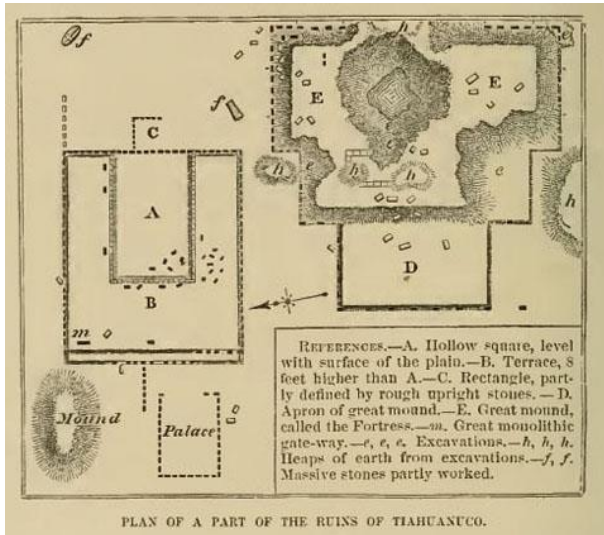 f
h
e
E
E
f
C
e
h
e
h
h
e
h
A
D
B
m
REFERENCES.—A. Hollow square, level
with surface of the plain.—B. Terrace, 8
feet higher than A.—C. Rectangle, part-
ly defined by rough upright stones.—D.
Apron of great mound.—E. Great mound,
called the Fortress.—m. Great monolithic
gate-way.—e, e, e. Excavations.—h, h, h.
Heaps of earth from excavations.—f, f.
Massive stones partly worked.
Mound
Palace
PLAN OF A PART OF THE RUINS OF TIAHUANUCO.